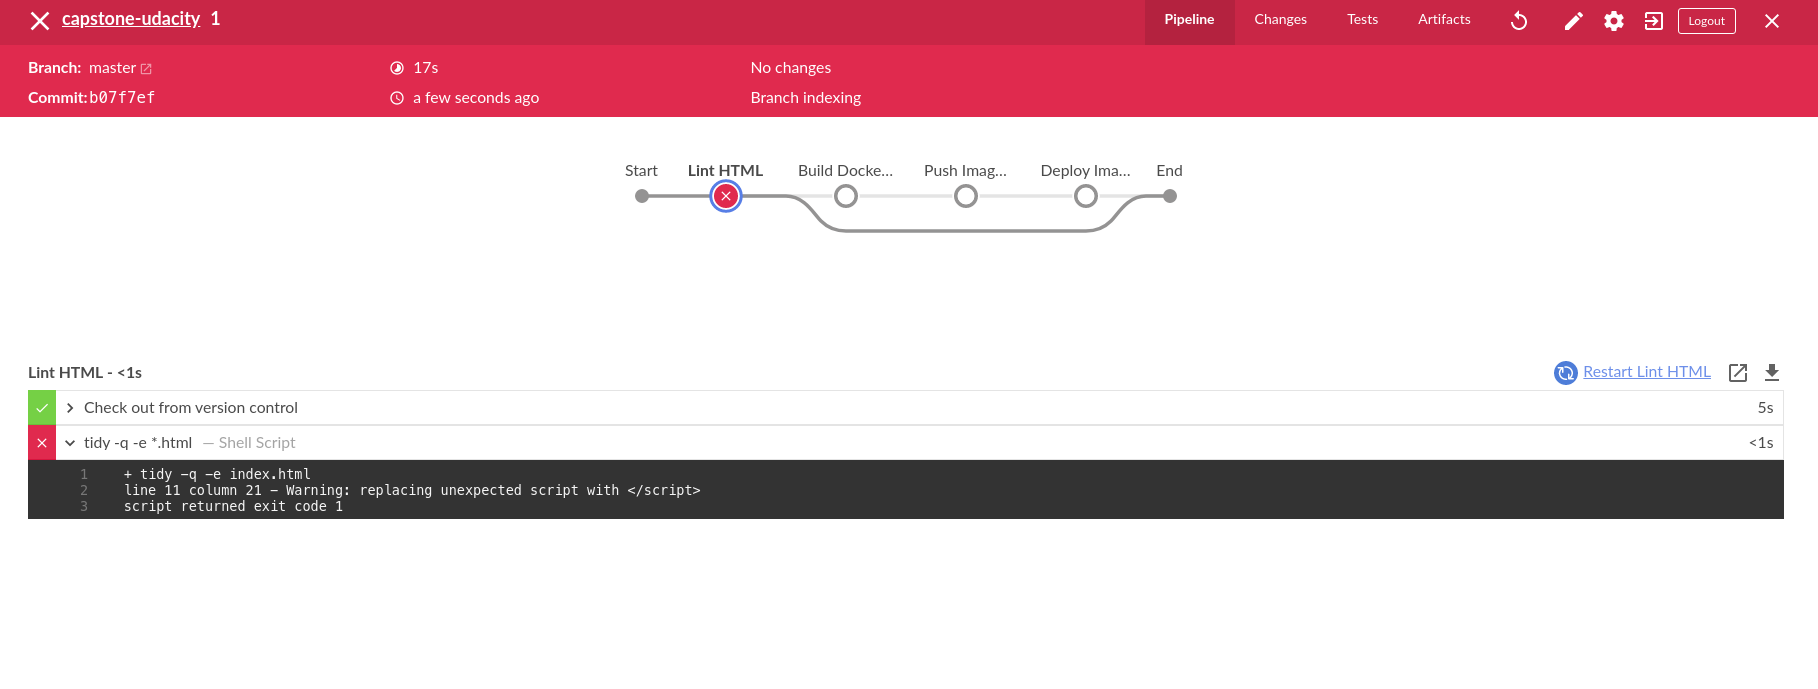 capstone-udacity 1
Pipeline Changes Tests Artifacts Logout
Branch: master 17s No changes
Commit: b07f7ef a few seconds ago Branch indexing
Start Lint HTML Build Docke... Push Imag... Deploy Ima... End
Lint HTML - <1s Restart Lint HTML
Check out from version control 5s
tidy -q -e *.html — Shell Script <1s
1 + tidy -q -e index.html
2 line 11 column 21 - Warning: replacing unexpected script with </script>
3 script returned exit code 1